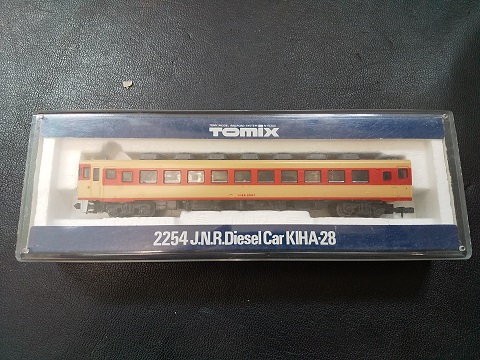 TOMIX
2254 J.N.R.Diesel Car KIHA-28